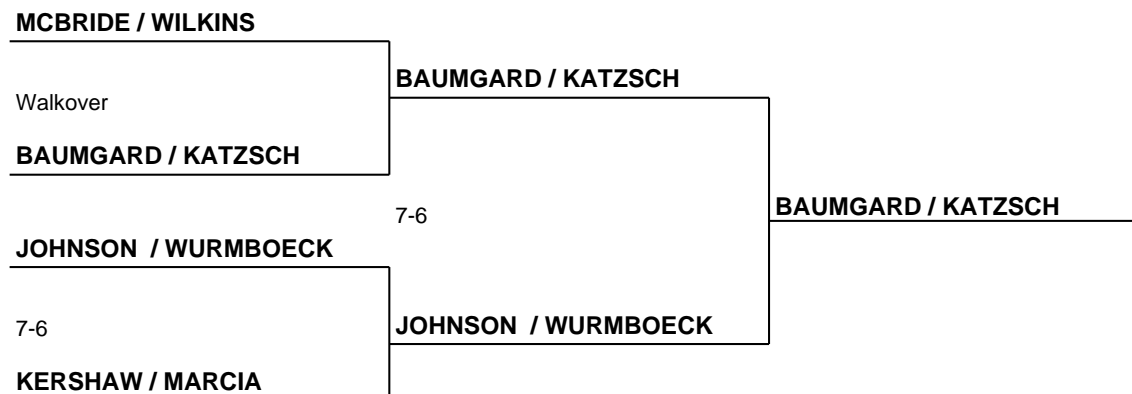 MCBRIDE / WILKINS
Walkover
BAUMGARD / KATZSCH
BAUMGARD / KATZSCH
7-6
BAUMGARD / KATZSCH
JOHNSON  / WURMBOECK
7-6
JOHNSON  / WURMBOECK
KERSHAW / MARCIA